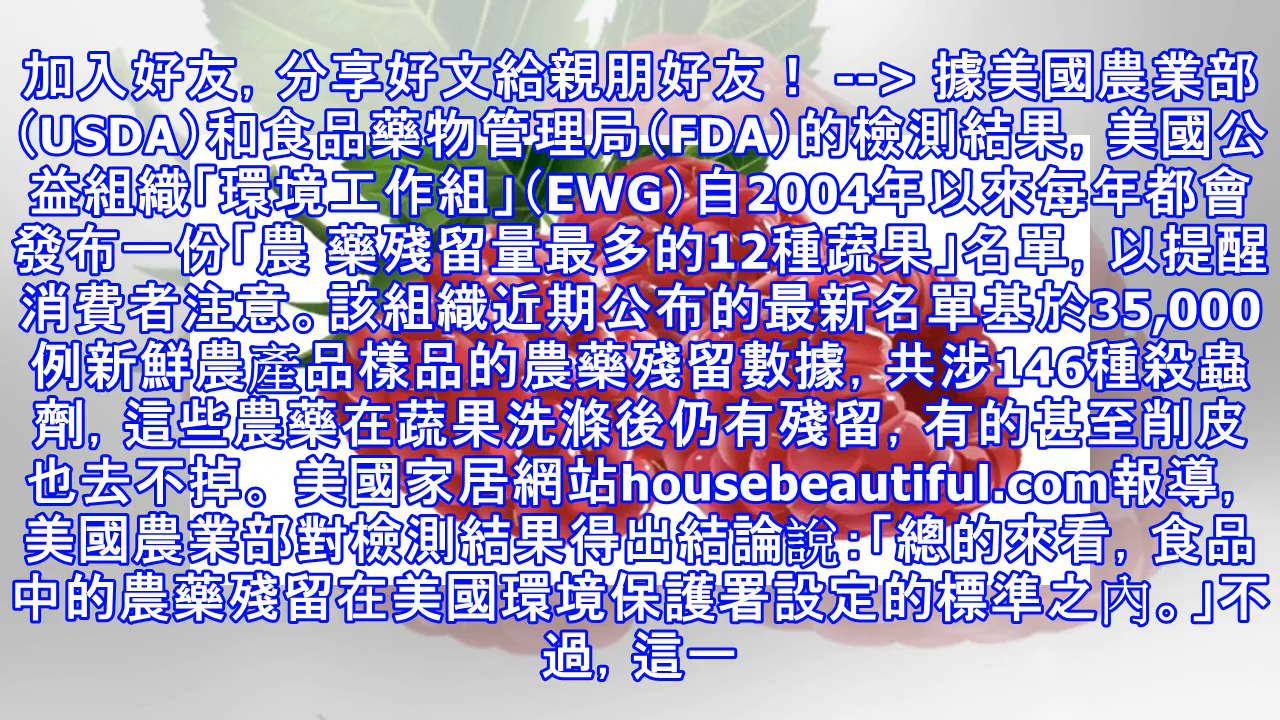 加入好友, 分享好文給親朋好友！ --> 據美國農業部
(USDA)和食品藥物管理局(FDA)的檢測結果, 美國公
益組織「環境工作組」(EWG)自2004年以來每年都會
發布一份「農 藥殘留量最多的12種蔬果」名單, 以提醒
消費者注意。該組織近期公布的最新名單基於35,000
例新鮮農產品樣品的農藥殘留數據, 共涉146種殺蟲
劑, 這些農藥在蔬果洗滌後仍有殘留, 有的甚至削皮
也去不掉。美國家居網站housebeautiful.com報導,
美國農業部對檢測結果得出結論說:「總的來看, 食品
中的農藥殘留在美國環境保護署設定的標準之內。」不
過, 這一